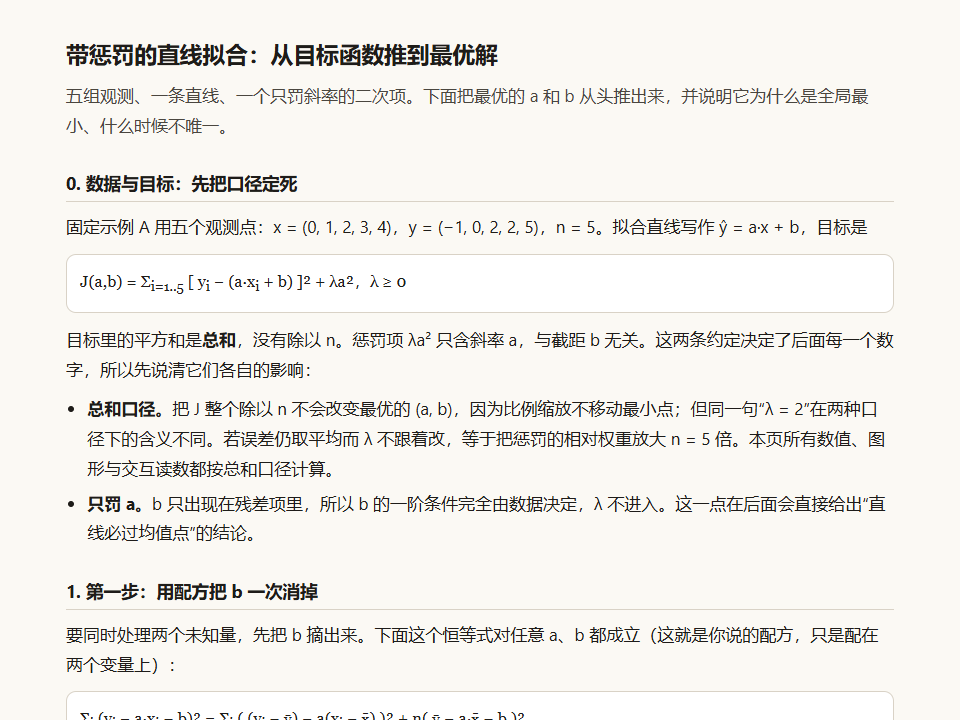 带惩罚的直线拟合：从目标函数推到最优解
五组观测、一条直线、一个只罚斜率的二次项。下面把最优的 a 和 b 从头推出来，并说明它为什么是全局最
小、什么时候不唯一。
0. 数据与目标：先把口径定死
固定示例 A 用五个观测点：x = (0, 1, 2, 3, 4)，y = (−1, 0, 2, 2, 5)，n = 5。拟合直线写作 ŷ = a·x + b，目标是
J(a,b) = Σi=1..5 [ yi − (a·xi + b) ]² + λa²，λ ≥ 0
目标里的平方和是总和，没有除以 n。惩罚项 λa² 只含斜率 a，与截距 b 无关。这两条约定决定了后面每一个数
字，所以先说清它们各自的影响：
• 总和口径。把 J 整个除以 n 不会改变最优的 (a, b)，因为比例缩放不移动最小点；但同一句“λ = 2”在两种口
径下的含义不同。若误差仍取平均而 λ 不跟着改，等于把惩罚的相对权重放大 n = 5 倍。本页所有数值、图
形与交互读数都按总和口径计算。
• 只罚 a。b 只出现在残差项里，所以 b 的一阶条件完全由数据决定，λ 不进入。这一点在后面会直接给出“直
线必过均值点”的结论。
1. 第一步：用配方把 b 一次消掉
要同时处理两个未知量，先把 b 摘出来。下面这个恒等式对任意 a、b 都成立（这就是你说的配方，只是配在
两个变量上）：
Σi (yi − a·xi − b)² = Σi ( (yi − ȳ) − a(xi − x̄) )² + n( ȳ − a·x̄ − b )²